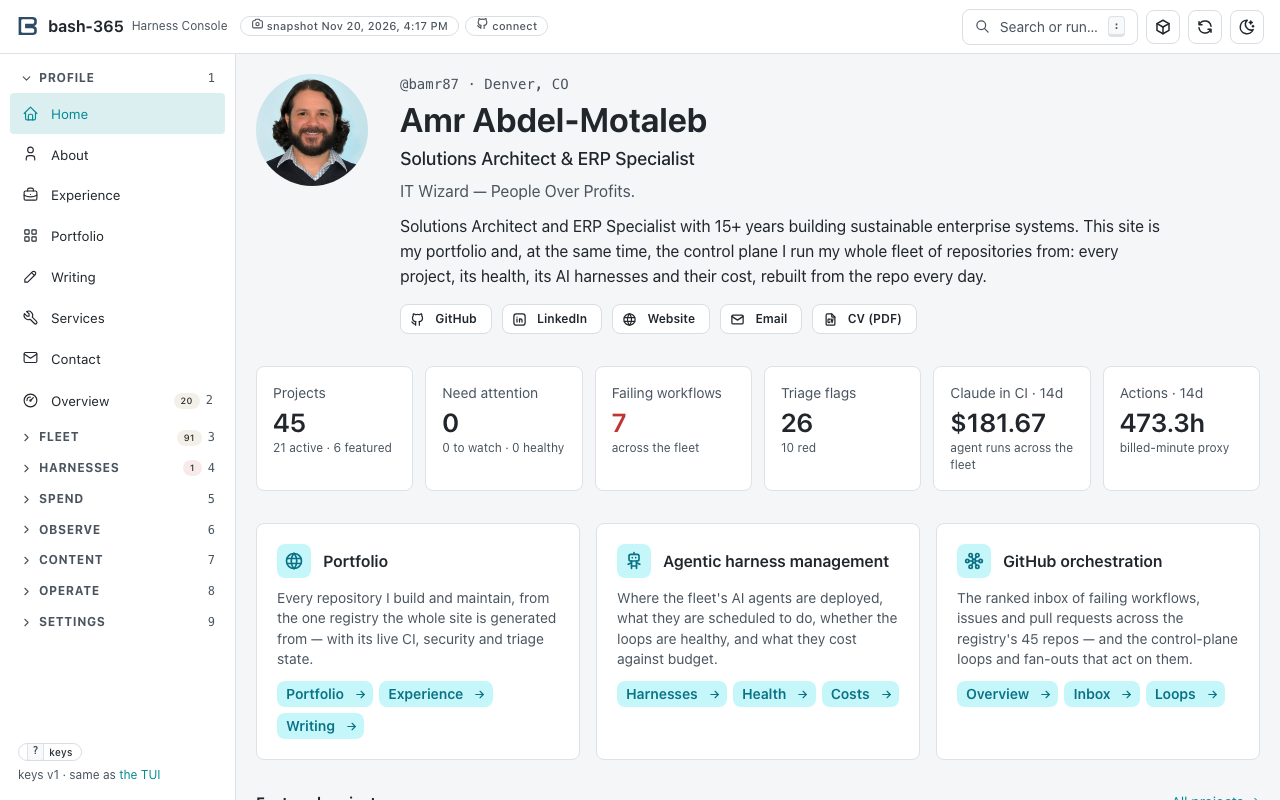 bash-365 Harness Console snapshot Nov 20, 2026, 4:17 PM connect Search or run... :
PROFILE 1
Home
About
Experience
Portfolio
Writing
Services
Contact
Overview 20 2
FLEET 91 3
HARNESSES 1 4
SPEND 5
OBSERVE 6
CONTENT 7
OPERATE 8
SETTINGS 9
? keys
keys v1 · same as the TUI
@bamr87 · Denver, CO
Amr Abdel-Motaleb
Solutions Architect & ERP Specialist
IT Wizard — People Over Profits.
Solutions Architect and ERP Specialist with 15+ years building sustainable enterprise systems. This site is
my portfolio and, at the same time, the control plane I run my whole fleet of repositories from: every
project, its health, its AI harnesses and their cost, rebuilt from the repo every day.
GitHub LinkedIn Website Email CV (PDF)
Projects
45
21 active · 6 featured
Need attention
0
0 to watch · 0 healthy
Failing workflows
7
across the fleet
Triage flags
26
10 red
Claude in CI · 14d
$181.67
agent runs across the
fleet
Actions · 14d
473.3h
billed-minute proxy
Portfolio
Every repository I build and maintain, from
the one registry the whole site is generated
from — with its live CI, security and triage
state.
Portfolio → Experience →
Writing →
Agentic harness management
Where the fleet's AI agents are deployed,
what they are scheduled to do, whether the
loops are healthy, and what they cost
against budget.
Harnesses → Health → Costs →
GitHub orchestration
The ranked inbox of failing workflows,
issues and pull requests across the
registry's 45 repos — and the control-plane
loops and fan-outs that act on them.
Overview → Inbox → Loops →